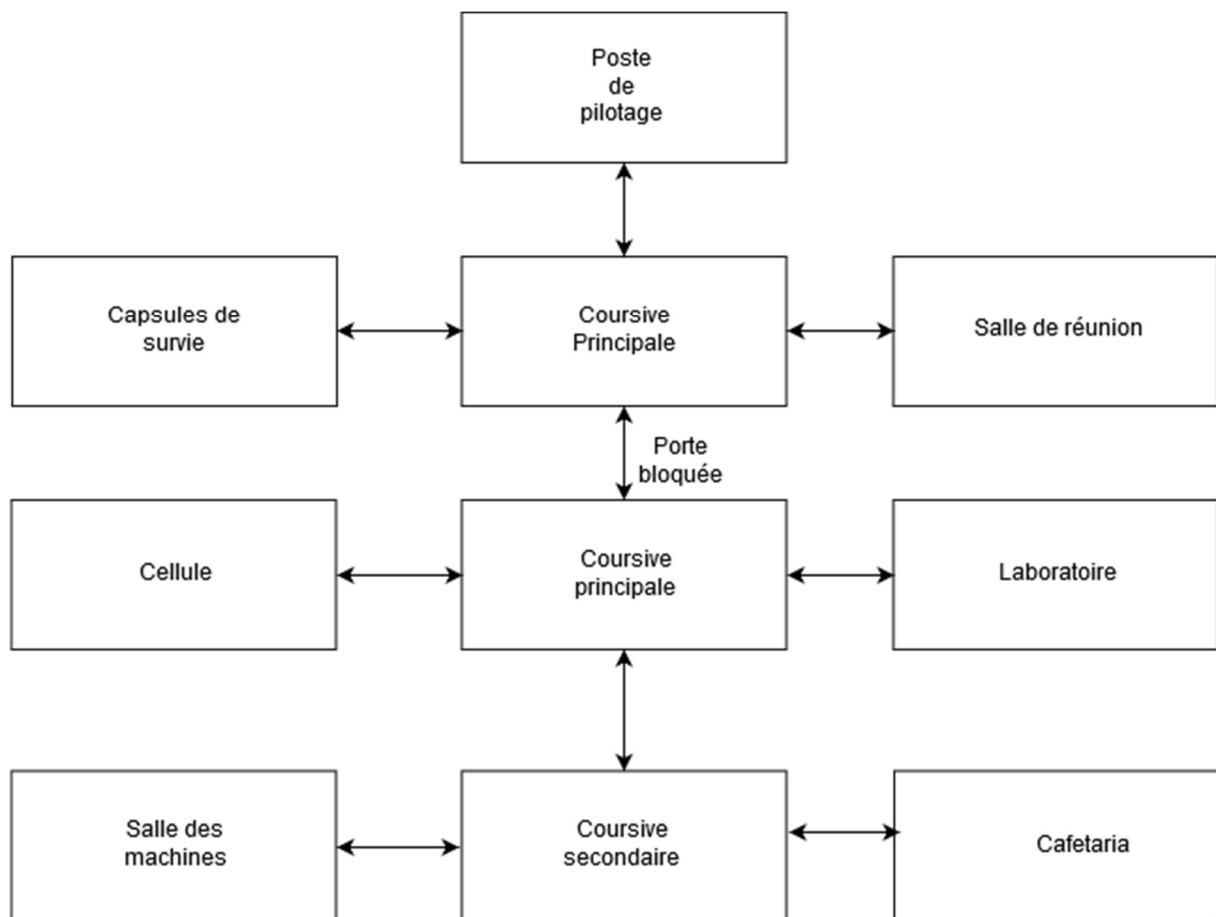 Poste
de
pilotage
Capsules de
survie
Coursive
Principale
Salle de réunion
Porte
bloquée
Cellule
Coursive
principale
Laboratoire
Salle des
machines
Coursive
secondaire
Cafetaria